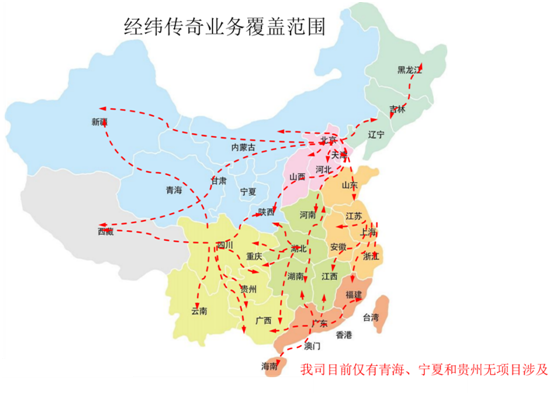 经纬传奇业务覆盖范围
黑龙江
吉林
辽宁
新疆
内蒙古
北京
天津
河北
山西
山东
甘肃
宁夏
青海
陕西
河南
江苏
上海
安徽
浙江
西藏
四川
重庆
湖北
湖南
江西
贵州
福建
云南
广西
广东
台湾
香港
澳门
海南
我司目前仅有青海、宁夏和贵州无项目涉及